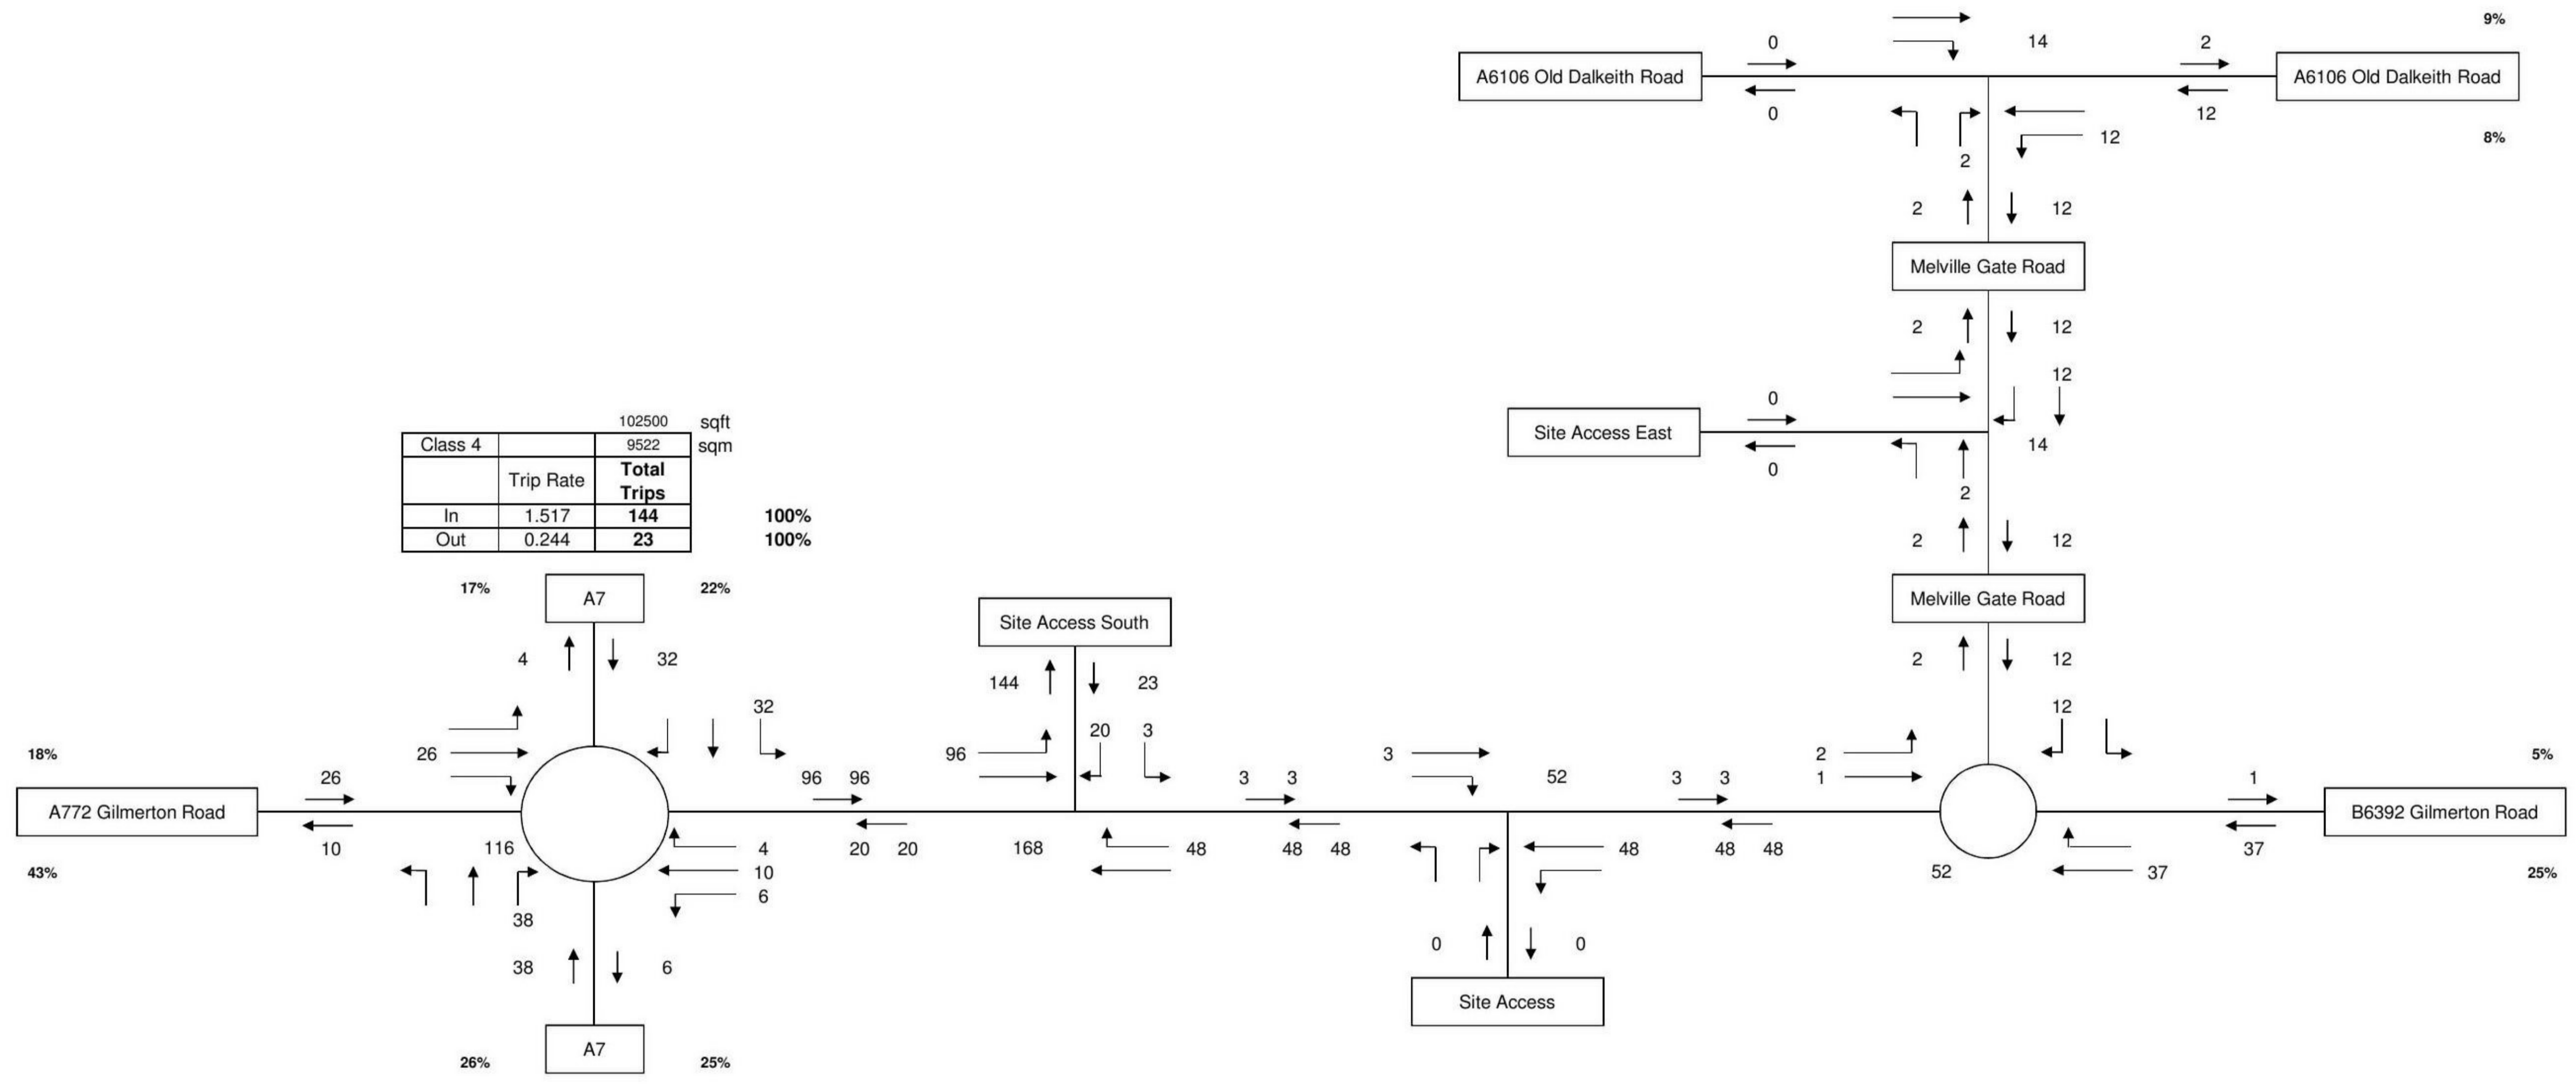 9%
0 14 2
A6106 Old Dalkeith Road A6106 Old Dalkeith Road
0 12
12 8%
2
2 12
Melville Gate Road
2 12
12
0
102500 sqft
Class 4 9522 sqm
Site Access East
14
Total
0
Trip Rate
Trips
2
In 1.517 144 100%
Out 0.244 23 100%
2 12
17% A7 22%
Melville Gate Road
Site Access South
4 32
2 12
144 23
32 12
20 3
18% 26 96 3 2 5%
26 96 96 3 3 52 3 3 1 1
A772 Gilmerton Road B6392 Gilmerton Road
10 116 4 20 20 168 48 48 48 48 48 48 37
43% 10 52 37 25%
6
38
0 0
38 6
Site Access
A7
26% 25%